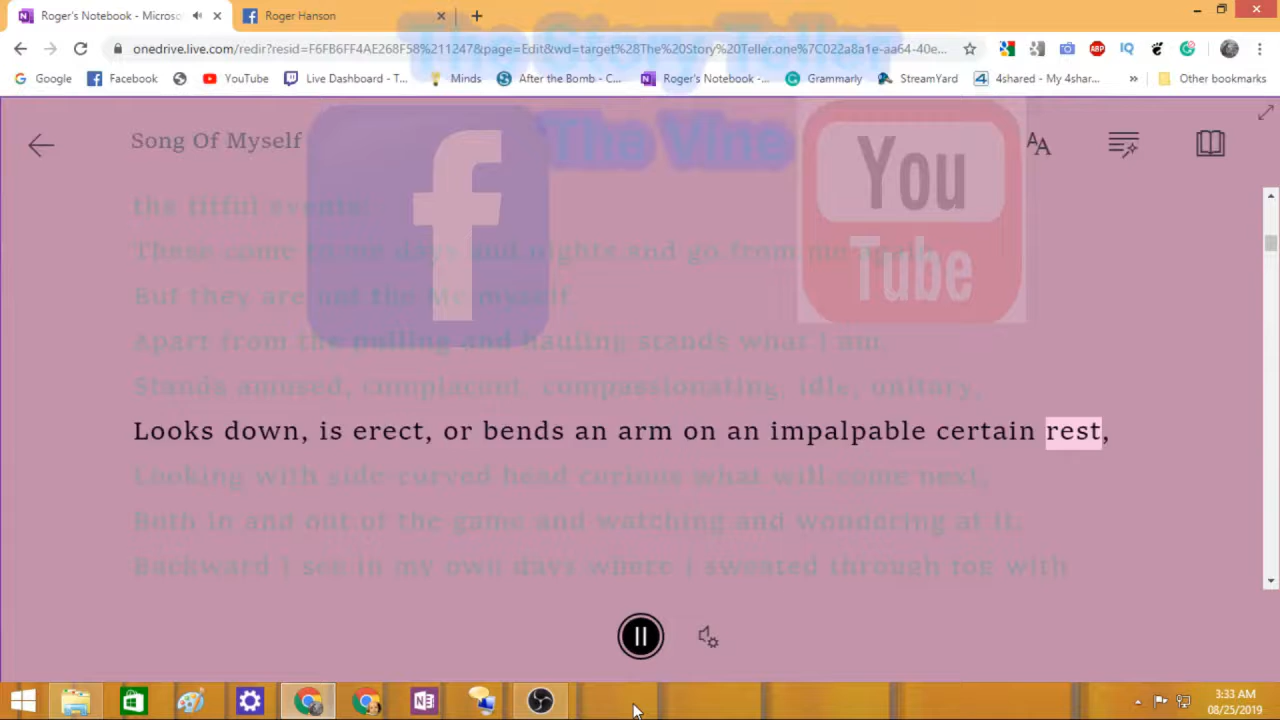 Roger's Notebook - Microso
Roger Hanson
onedrive.live.com/redir?resid=F6FB6FF4AE268F58%211247&page=Edit&wd=target%28The%20Story%20Teller.one%7C022a8a1e-aa64-40e...
Google
Facebook
YouTube
Live Dashboard - T...
Minds
After the Bomb - C...
Roger's Notebook -...
Grammarly
StreamYard
4shared - My 4shar...
»
Other bookmarks
The Story Teller
The Vine
Song Of Myself
You
Tube
the fitful events;
These come to me days and nights and go from me again,
But they are not the Me myself.
Apart from the pulling and hauling stands what I am,
Stands amused, complacent, compassionating, idle, unitary,
Looks down, is erect, or bends an arm on an impalpable certain rest,
Looking with side-curved head curious what will come next,
Both in and out of the game and watching and wondering at it.
Backward I see in my own days where I sweated through fog with
3:33 AM
08/25/2019